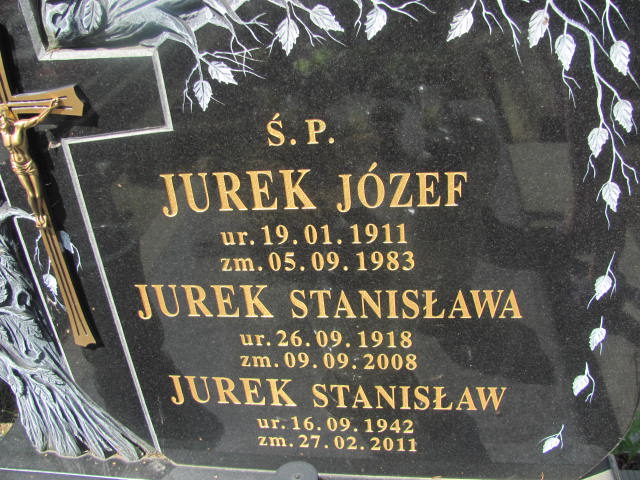 Ś.P.
JUREK JÓZEF
ur. 19.01.1911
zm. 05.09.1983
JUREK STANISŁAWA
ur. 26.09.1918
zm. 09.09.2008
JUREK STANISŁAW
ur. 16.09.1942
zm. 27.02.2011